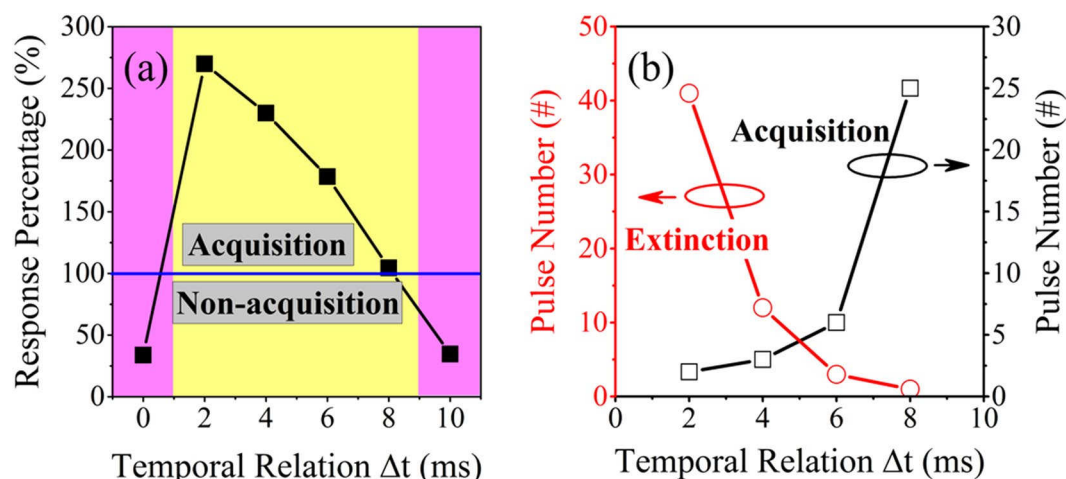 (a)
Response Percentage (%)
300
250
200
150
100
50
0
Acquisition
Non-acquisition
0 2 4 6 8 10
Temporal Relation Δt (ms)
(b)
Pulse Number (#)
50
40
30
20
10
0
Acquisition
Extinction
30
25
20
15
10
5
0
Pulse Number (#)
0 2 4 6 8 10
Temporal Relation Δt (ms)